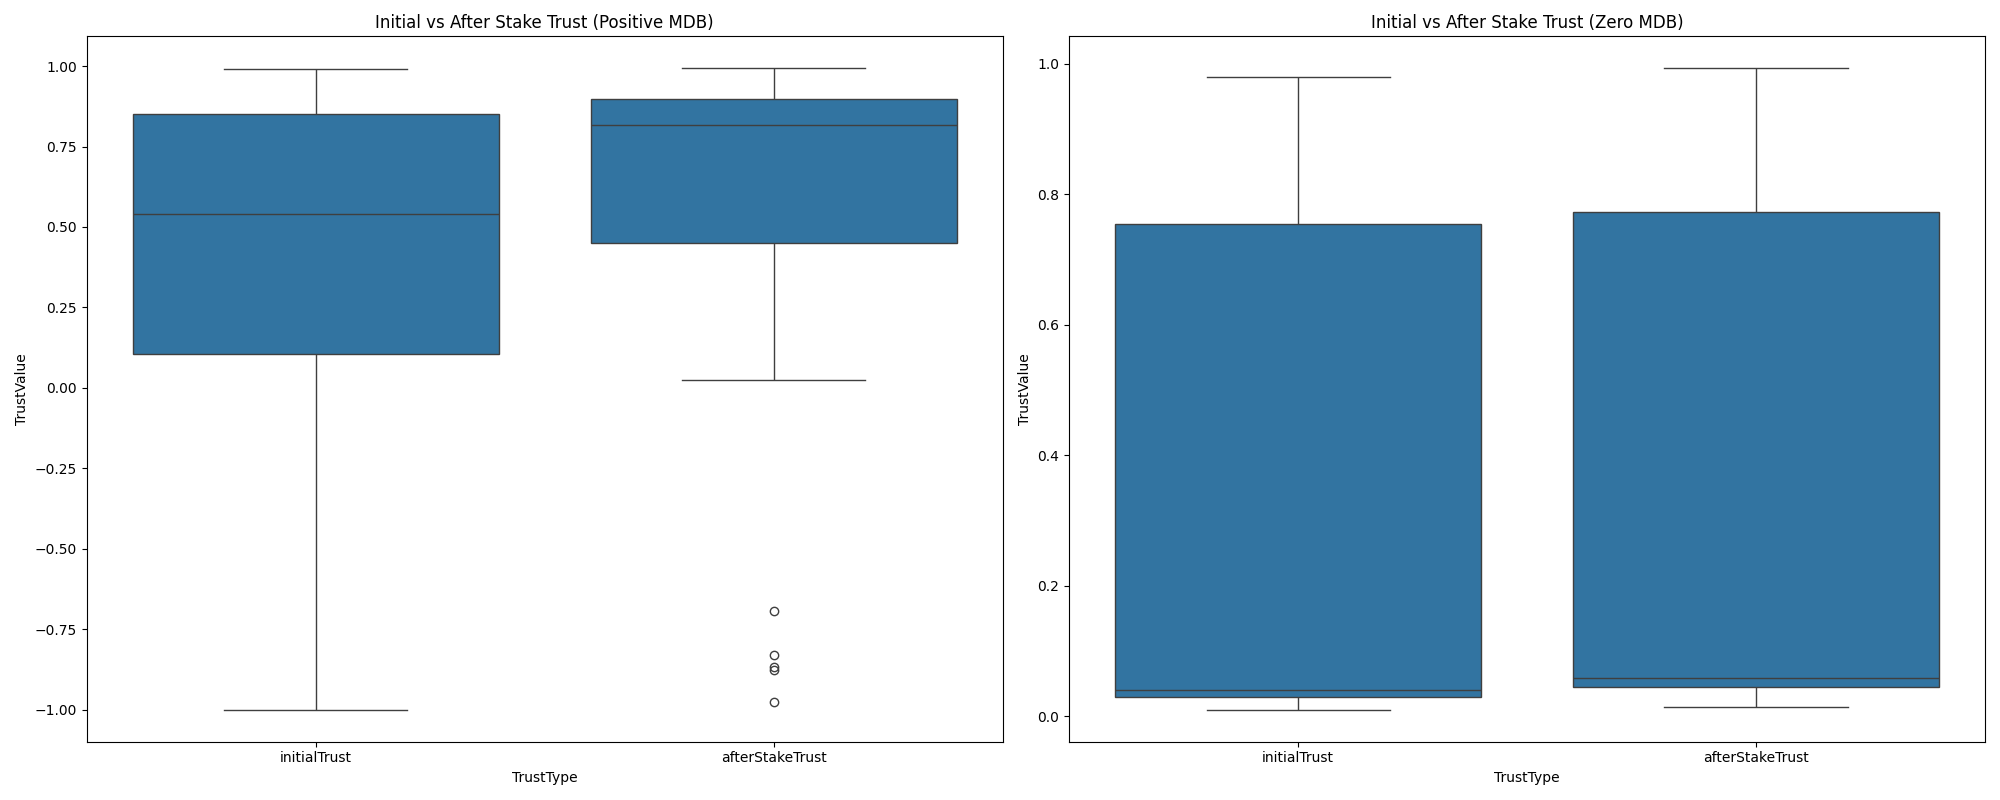 Initial vs After Stake Trust (Positive MDB)
TrustValue
1.00
0.75
0.50
0.25
0.00
−0.25
−0.50
−0.75
−1.00
initialTrust
afterStakeTrust
TrustType
Initial vs After Stake Trust (Zero MDB)
TrustValue
1.0
0.8
0.6
0.4
0.2
0.0
initialTrust
afterStakeTrust
TrustType